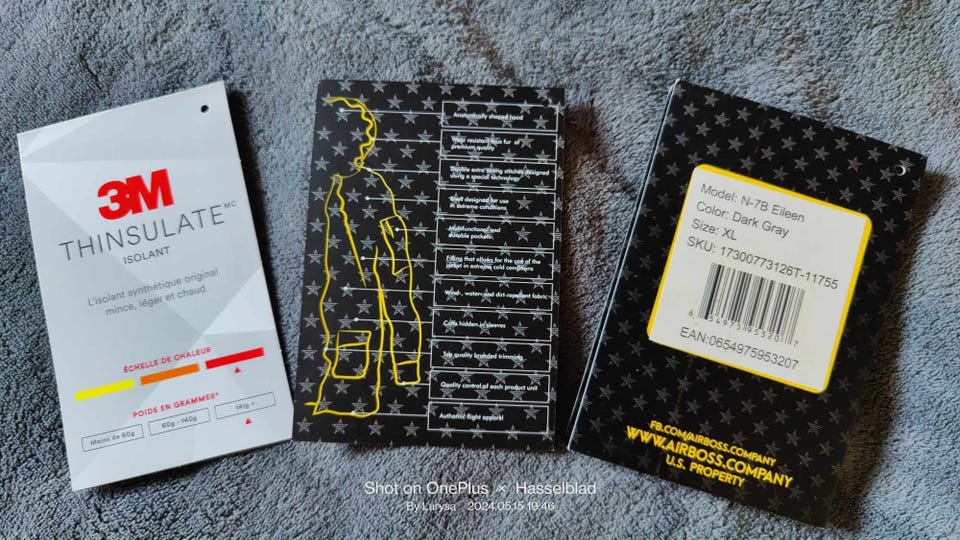 3M
THINSULATE MC
ISOLANT
L'isolant synthétique original
mince, léger et chaud
ÉCHELLE DE CHALEUR
POIDS EN GRAMMES*
Moins de 60g
60g - 140g
141g +
Anatomically shaped hood
Wear resistant faux fur of
premium quality
Double extra strong stitches designed
using a special technology
Shell designed for use
in extreme conditions
Multifunctional and
durable pockets
Filling that allows for the use of the
jacket in extreme cold conditions
Wind-, water- and dirt-repellent fabric
Cuffs hidden in sleeves
Top quality branded trimming
Quality control of each product unit
Authentic flight apparel
Model: N-7B Eileen
Color: Dark Gray
Size: XL
SKU: 17300773126T-11755
6 54975 95320 7
EAN:0654975953207
FB.COM/AIRBOSS.COMPANY
WWW.AIRBOSS.COMPANY
U.S. PROPERTY
Shot on OnePlus × Hasselblad
By Larysa 2024.05.15 19:46